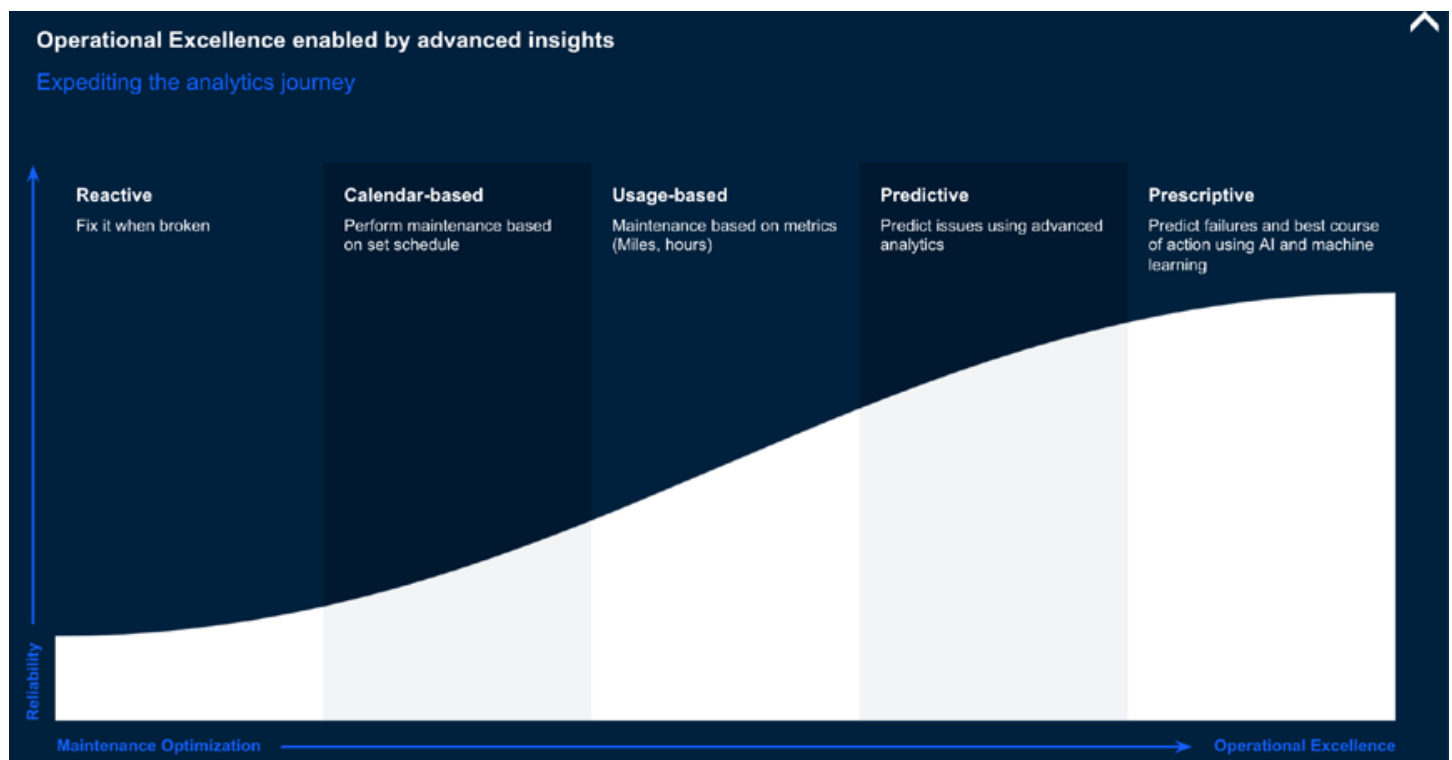 Operational Excellence enabled by advanced insights
Expediting the analytics journey
Reactive
Fix it when broken
Calendar-based
Perform maintenance based
on set schedule
Usage-based
Maintenance based on metrics
(Miles, hours)
Predictive
Predict issues using advanced
analytics
Prescriptive
Predict failures and best course
of action using AI and machine
learning
Reliability
Maintenance Optimization
Operational Excellence